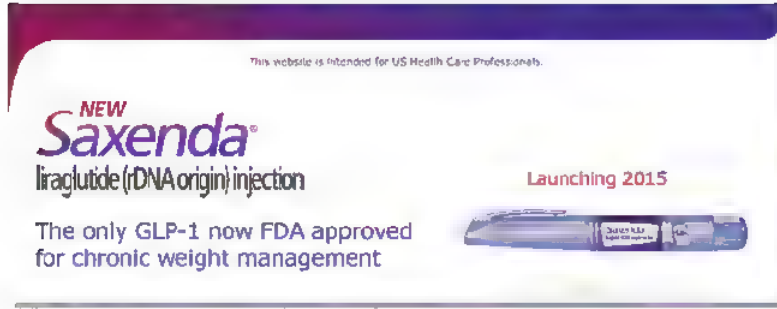 This website is intended for US Health Care Professionals.
NEW
Saxenda®
liraglutide (rDNA origin) injection
Launching 2015
The only GLP-1 now FDA approved
for chronic weight management
Saxenda